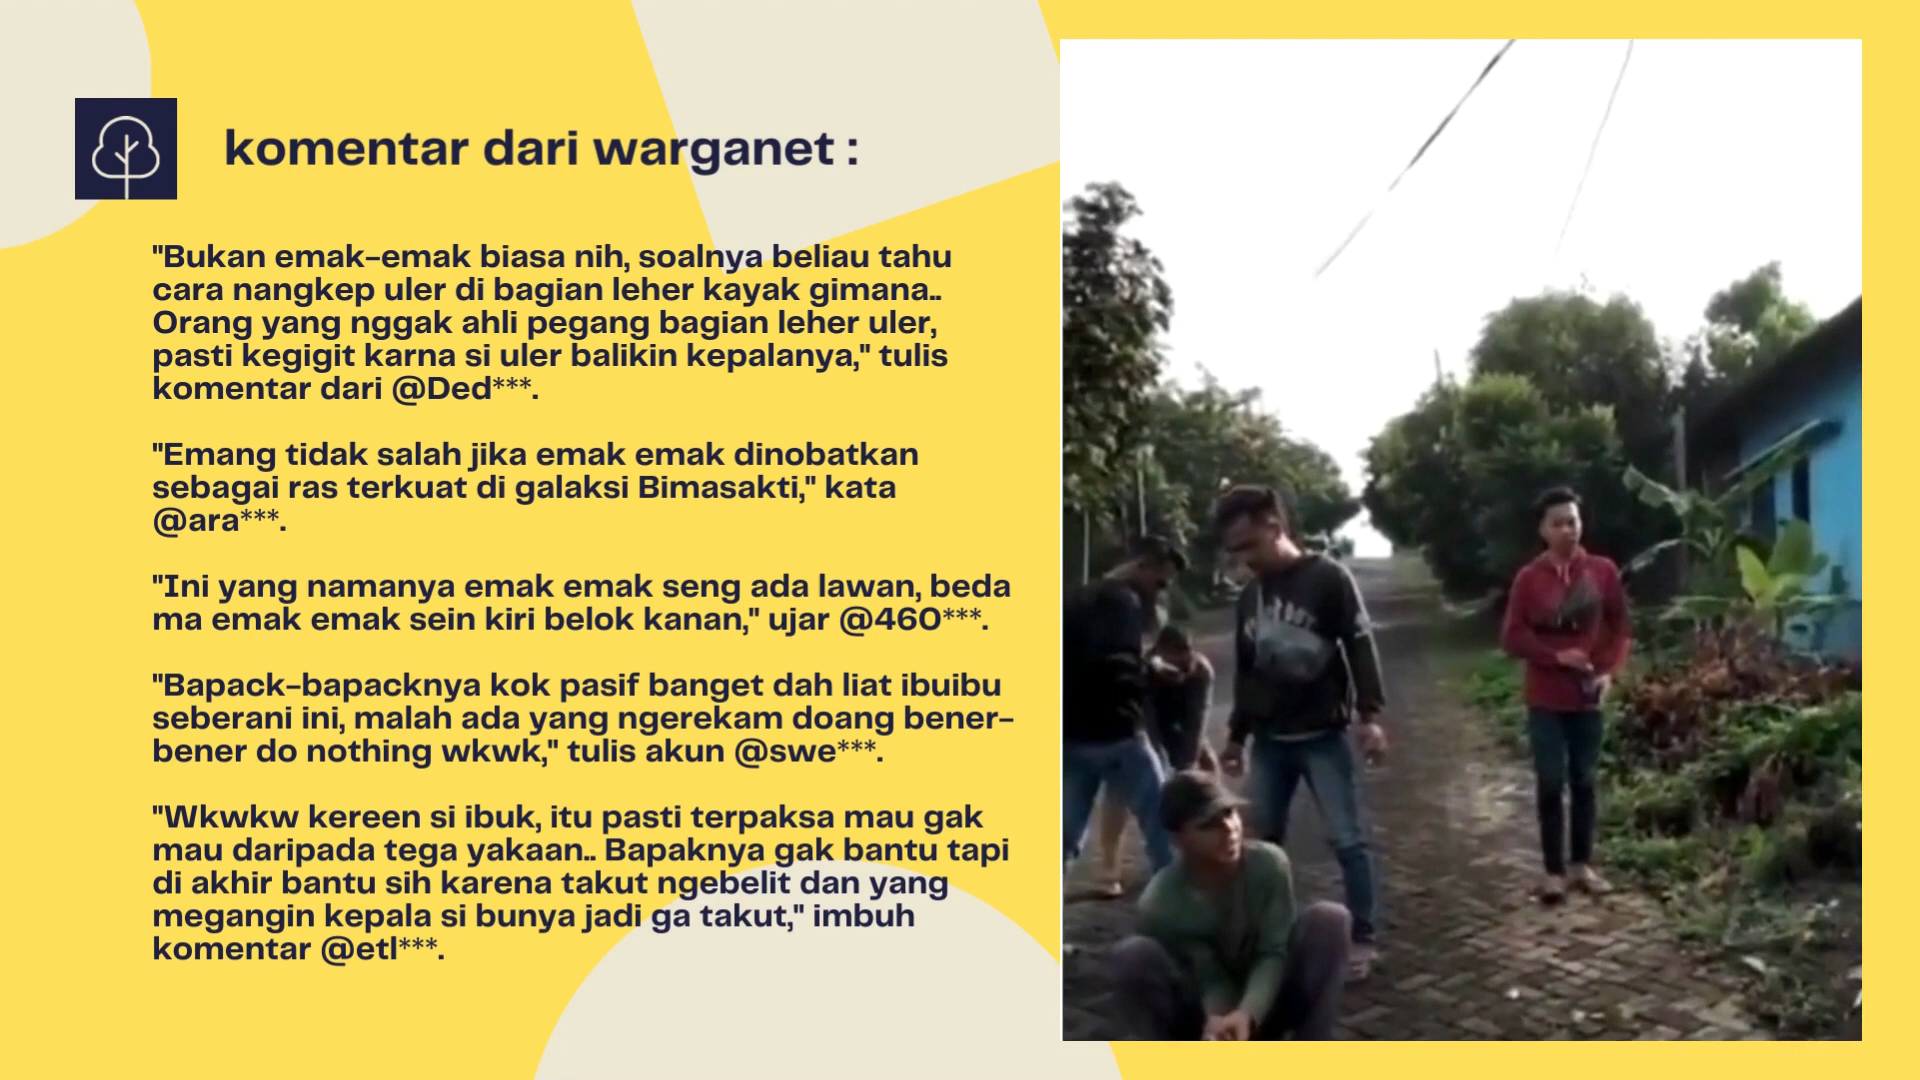 komentar dari warganet :
"Bukan emak-emak biasa nih, soalnya beliau tahu
cara nangkep uler di bagian leher kayak gimana..
Orang yang nggak ahli pegang bagian leher uler,
pasti kegigit karna si uler balikin kepalanya," tulis
komentar dari @Ded***.
"Emang tidak salah jika emak emak dinobatkan
sebagai ras terkuat di galaksi Bimasakti," kata
@ara***.
"Ini yang namanya emak emak seng ada lawan, beda
ma emak emak sein kiri belok kanan," ujar @460***.
"Bapack-bapacknya kok pasif banget dah liat ibuibu
seberani ini, malah ada yang ngerekam doang bener-
bener do nothing wkwk," tulis akun @swe***.
"Wkwkw kereen si ibuk, itu pasti terpaksa mau gak
mau daripada tega yakaan.. Bapaknya gak bantu tapi
di akhir bantu sih karena takut ngebelit dan yang
megangin kepala si bunya jadi ga takut," imbuh
komentar @etl***.